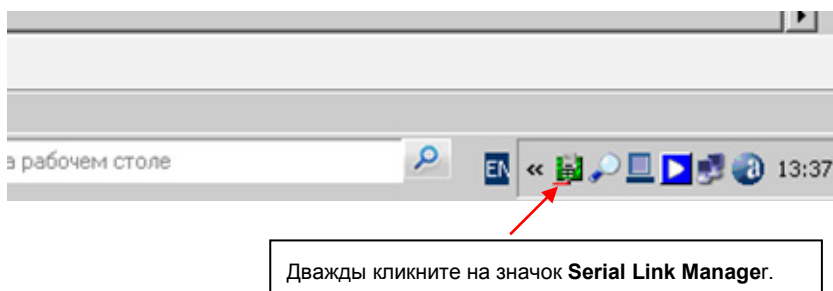 а рабочем столе
EN « 13:37
Дважды кликните на значок Serial Link Manager.